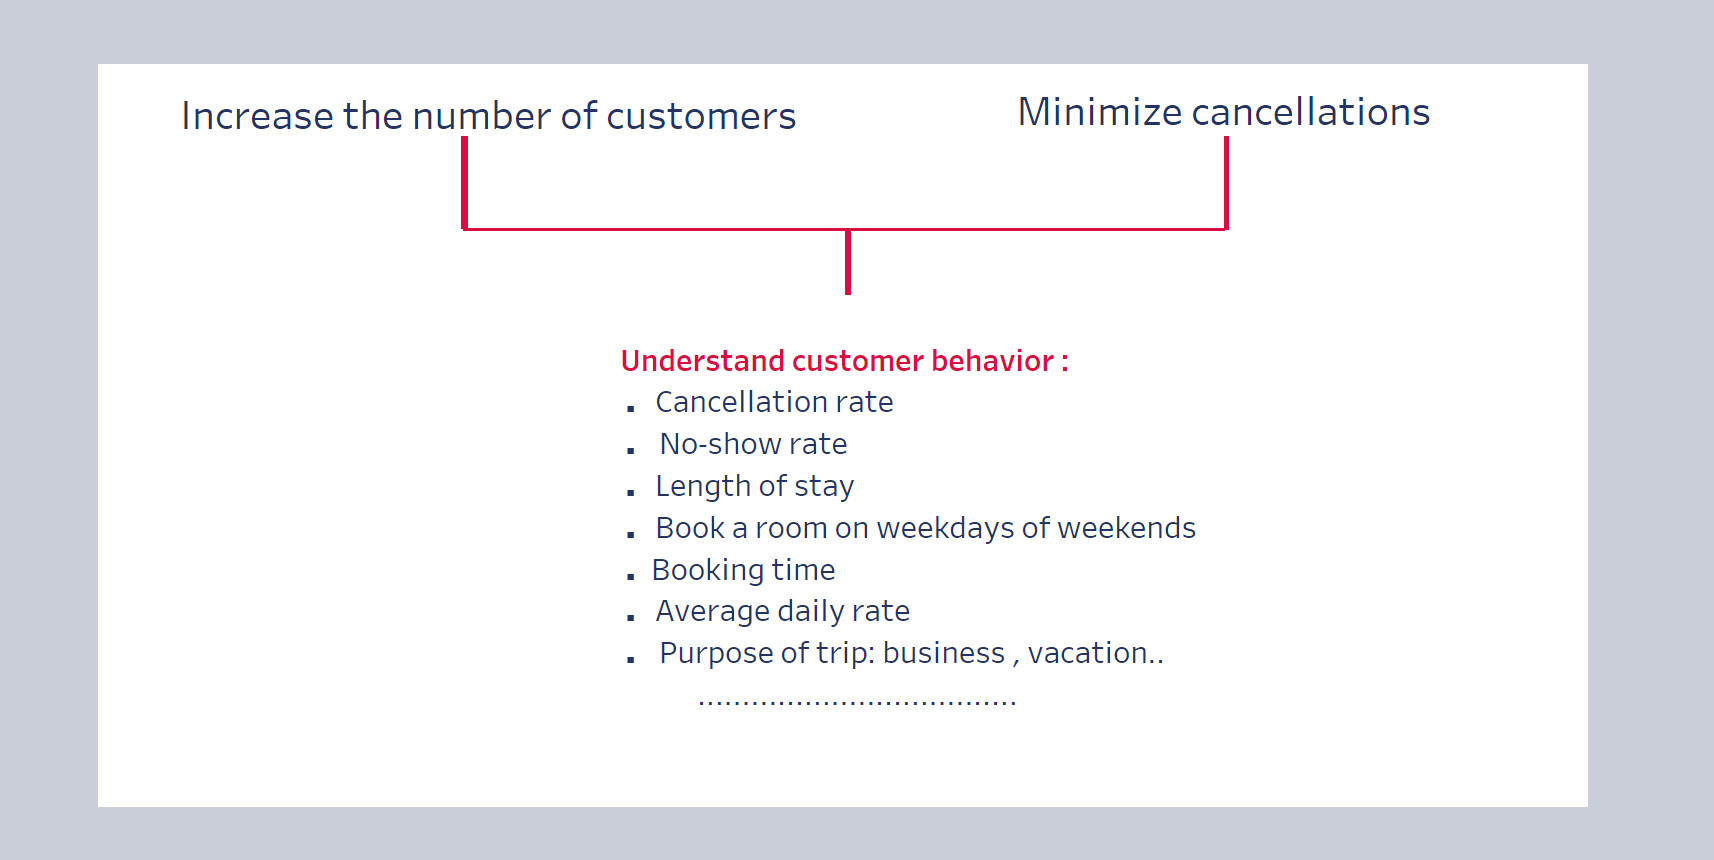 Increase the number of customers
Minimize cancellations
Understand customer behavior :
▪ Cancellation rate
▪ No-show rate
▪ Length of stay
▪ Book a room on weekdays of weekends
▪ Booking time
▪ Average daily rate
▪ Purpose of trip: business , vacation..
....................................